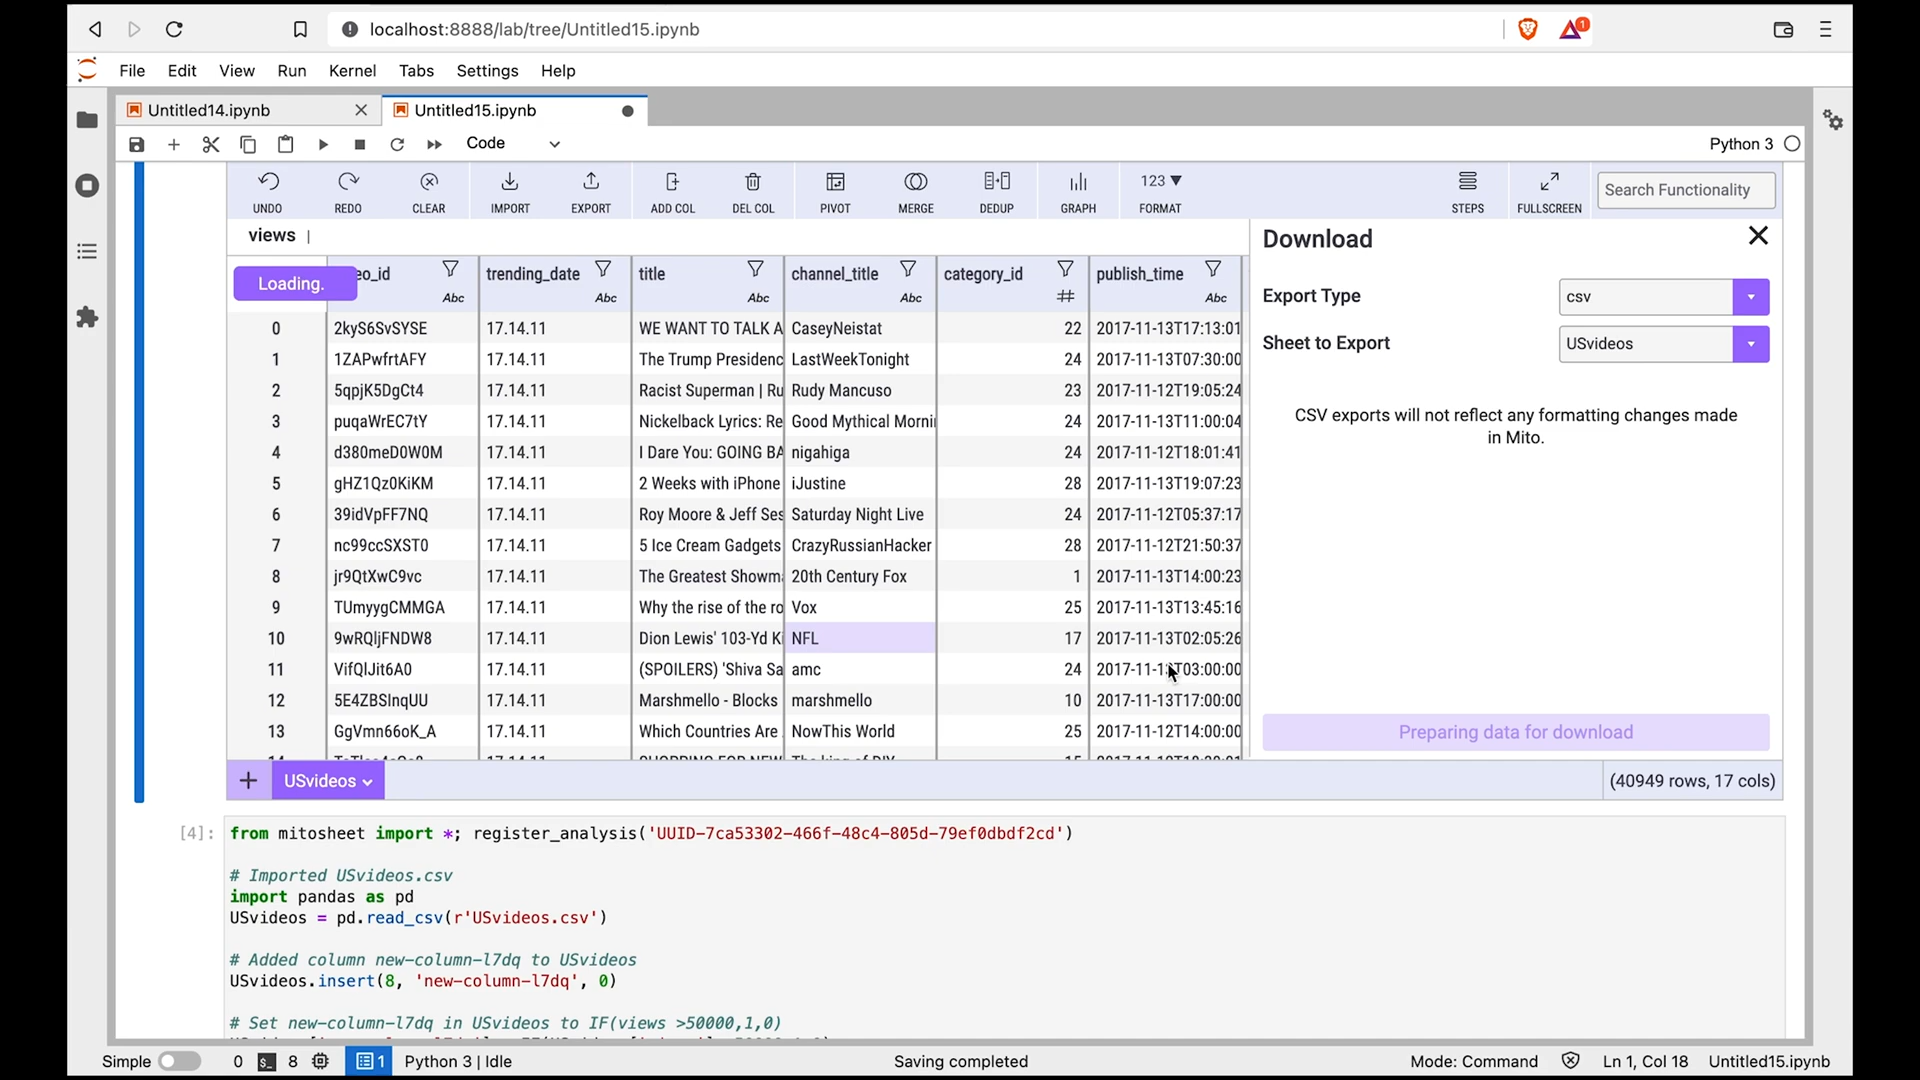 localhost:8888/lab/tree/Untitled15.ipynb
1
File Edit View Run Kernel Tabs Settings Help
Untitled14.ipynb Untitled15.ipynb
Code Python 3
123
UNDO REDO CLEAR IMPORT EXPORT ADD COL DEL COL PIVOT MERGE DEDUP GRAPH FORMAT STEPS FULLSCREEN Search Functionality
views |
Download
Loading.
eo_id trending_date title channel_title category_id publish_time
Abc Abc Abc Abc # Abc
Export Type csv
Sheet to Export USvideos
CSV exports will not reflect any formatting changes made
in Mito.
0 2kyS6SvSYSE 17.14.11 WE WANT TO TALK A CaseyNeistat 22 2017-11-13T17:13:01
1 1ZAPwfrtAFY 17.14.11 The Trump Presidenc LastWeekTonight 24 2017-11-13T07:30:00
2 5qpjK5DgCt4 17.14.11 Racist Superman | Ru Rudy Mancuso 23 2017-11-12T19:05:24
3 puqaWrEC7tY 17.14.11 Nickelback Lyrics: Re Good Mythical Morni 24 2017-11-13T11:00:04
4 d380meD0W0M 17.14.11 I Dare You: GOING BA nigahiga 24 2017-11-12T18:01:41
5 gHZ1Qz0KiKM 17.14.11 2 Weeks with iPhone iJustine 28 2017-11-13T19:07:23
6 39idVpFF7NQ 17.14.11 Roy Moore & Jeff Ses Saturday Night Live 24 2017-11-12T05:37:17
7 nc99ccSXST0 17.14.11 5 Ice Cream Gadgets CrazyRussianHacker 28 2017-11-12T21:50:37
8 jr9QtXwC9vc 17.14.11 The Greatest Showma 20th Century Fox 1 2017-11-13T14:00:23
9 TUmyygCMMGA 17.14.11 Why the rise of the ro Vox 25 2017-11-13T13:45:16
10 9wRQljFNDW8 17.14.11 Dion Lewis' 103-Yd Ki NFL 17 2017-11-13T02:05:26
11 VifQlJit6A0 17.14.11 (SPOILERS) 'Shiva Sa amc 24 2017-11-13T03:00:00
12 5E4ZBSInqUU 17.14.11 Marshmello - Blocks marshmello 10 2017-11-13T17:00:00
13 GgVmn66oK_A 17.14.11 Which Countries Are NowThis World 25 2017-11-12T14:00:00
Preparing data for download
+ USvideos (40949 rows, 17 cols)
[4]: from mitosheet import *; register_analysis('UUID-7ca53302-466f-48c4-805d-79ef0dbdf2cd')
# Imported USvideos.csv
import pandas as pd
USvideos = pd.read_csv(r'USvideos.csv')
# Added column new-column-l7dq to USvideos
USvideos.insert(8, 'new-column-l7dq', 0)
# Set new-column-l7dq in USvideos to IF(views >50000,1,0)
Simple 0 8 1 Python 3 | Idle Saving completed Mode: Command Ln 1, Col 18 Untitled15.ipynb